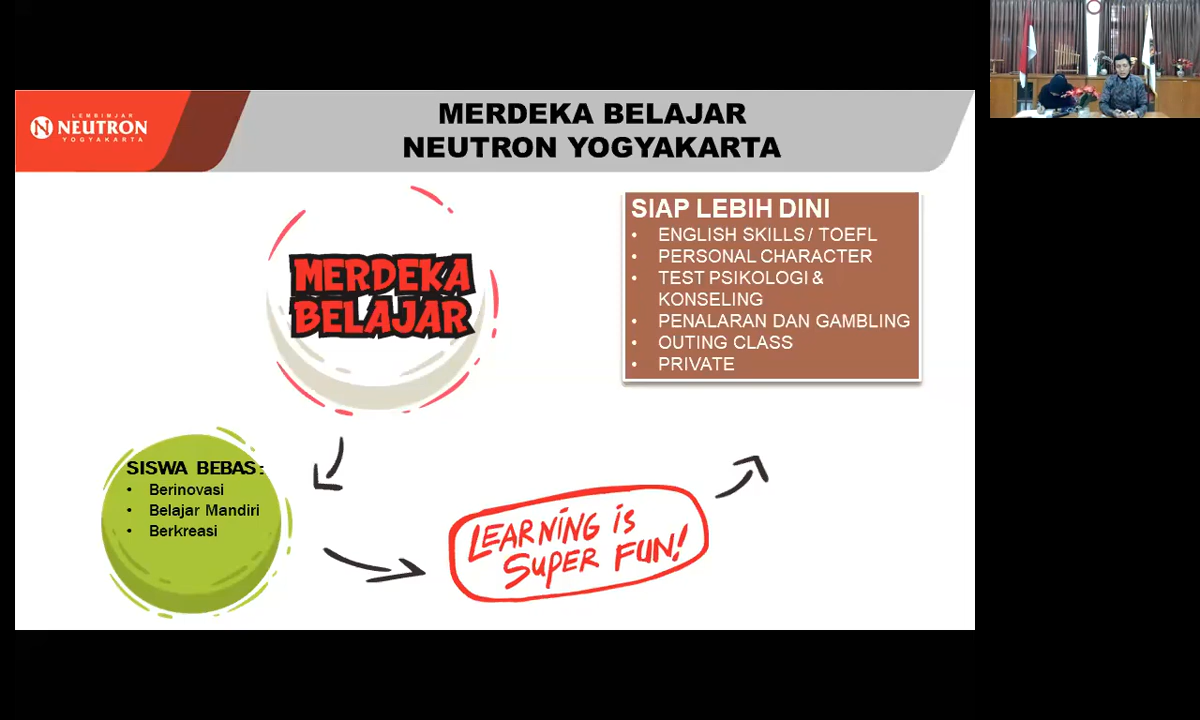 LEMBIMJAR
NEUTRON
YOGYAKARTA
MERDEKA BELAJAR
NEUTRON YOGYAKARTA
MERDEKA
BELAJAR
SIAP LEBIH DINI
• ENGLISH SKILLS / TOEFL
• PERSONAL CHARACTER
• TEST PSIKOLOGI &
KONSELING
• PENALARAN DAN GAMBLING
• OUTING CLASS
• PRIVATE
SISWA BEBAS :
• Berinovasi
• Belajar Mandiri
• Berkreasi
LEARNING is
SUPER FUN!